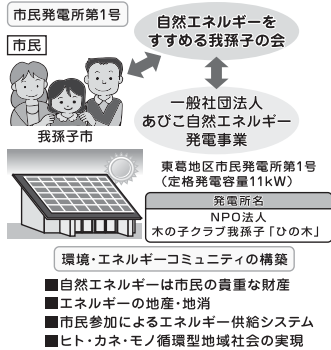 市民発電所第1号
自然エネルギーを
すすめる我孫子の会
市民
我孫子市
一般社団法人
あびこ自然エネルギー
発電事業
東葛地区市民発電所第1号
(定格発電容量11kW)
発電所名
NPO法人
木の子クラブ我孫子「ひの木」
環境・エネルギーコミュニティの構築
■自然エネルギーは市民の貴重な財産
■エネルギーの地産・地消
■市民参加によるエネルギー供給システム
■ヒト・カネ・モノ循環型地域社会の実現